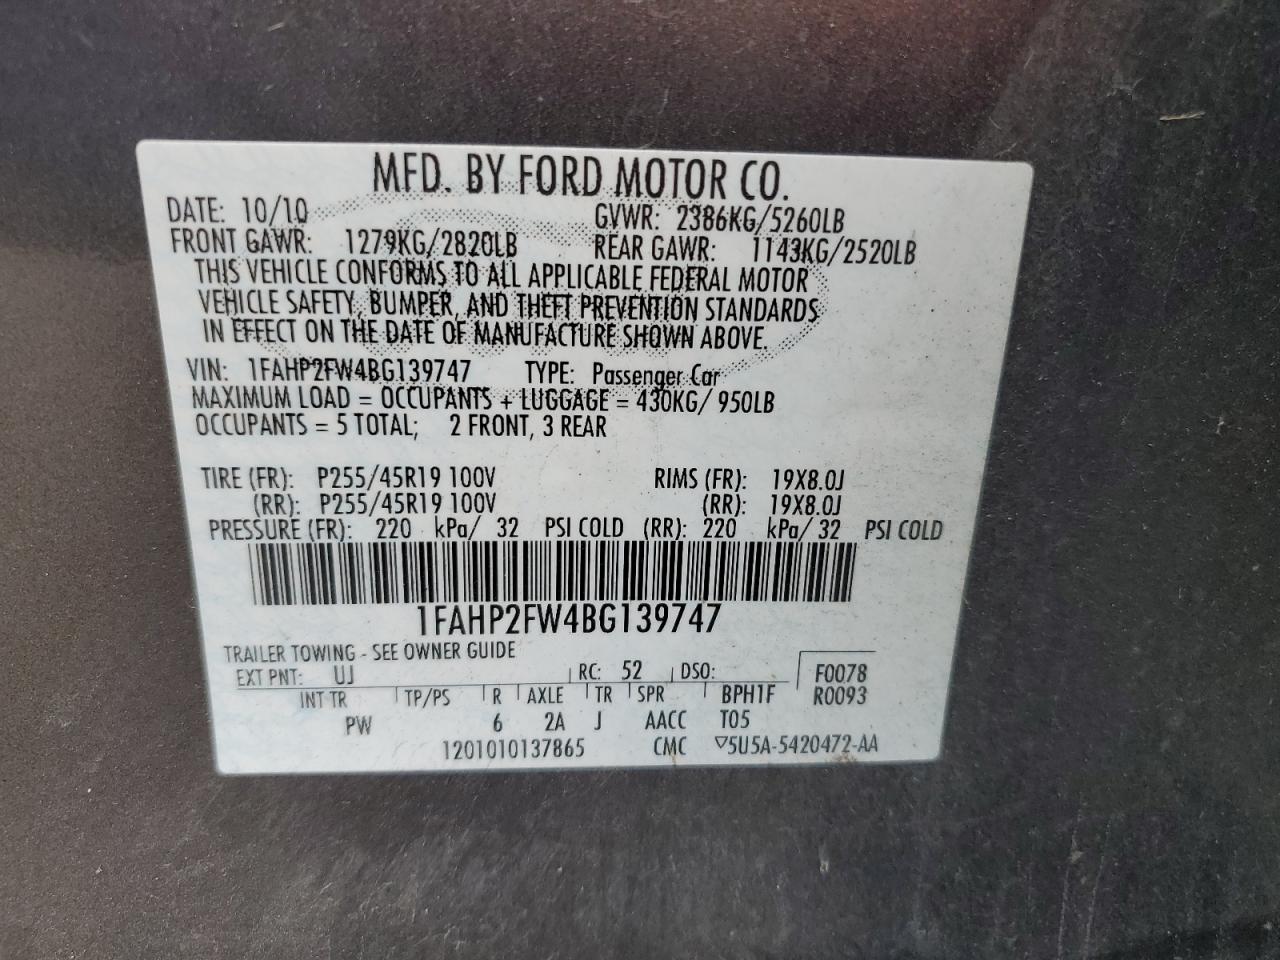 MFD. BY FORD MOTOR CO.
DATE: 10/10 GVWR: 2386KG/5260LB
FRONT GAWR: 1279KG/2820LB REAR GAWR: 1143KG/2520LB
THIS VEHICLE CONFORMS TO ALL APPLICABLE FEDERAL MOTOR
VEHICLE SAFETY, BUMPER, AND THEFT PREVENTION STANDARDS
IN EFFECT ON THE DATE OF MANUFACTURE SHOWN ABOVE.
VIN: 1FAHP2FW4BG139747 TYPE: Passenger Car
MAXIMUM LOAD = OCCUPANTS + LUGGAGE = 430KG/ 950LB
OCCUPANTS = 5 TOTAL; 2 FRONT, 3 REAR
TIRE (FR): P255/45R19 100V RIMS (FR): 19X8.0J
(RR): P255/45R19 100V (RR): 19X8.0J
PRESSURE (FR): 220 kPa/ 32 PSI COLD (RR): 220 kPa/ 32 PSI COLD
1FAHP2FW4BG139747
TRAILER TOWING - SEE OWNER GUIDE
EXT PNT: UJ RC: 52 DSO: F0078
INT TR TP/PS R AXLE TR SPR BPH1F R0093
PW 6 2A J AACC T05
1201010137865 CMC ▽5U5A-5420472-AA